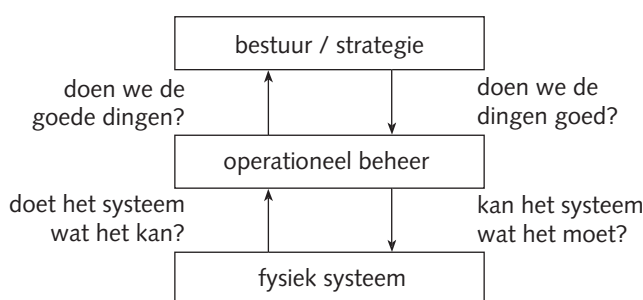 bestuur / strategie
doen we de
goede dingen?
doen we de
dingen goed?
operationeel beheer
doet het systeem
wat het kan?
kan het systeem
wat het moet?
fysiek systeem